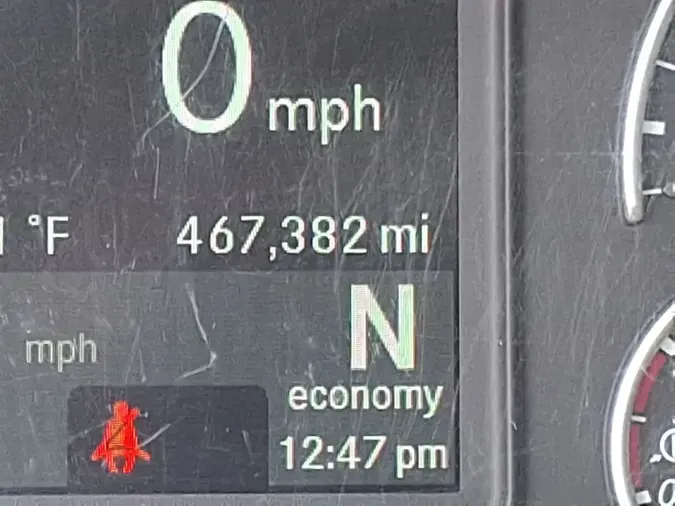 0 mph
°F 467,382 mi
N
mph
economy
12:47 pm